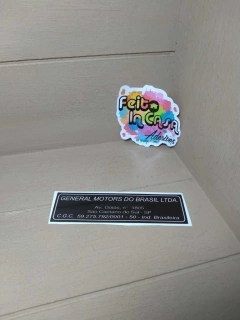 Feito
In Casa
Adesivos
GENERAL MOTORS DO BRASIL LTDA.
Av. Goiás, nº 1805
São Caetano do Sul - SP
C.G.C. 59.275.792/0001 - 50 - Ind. Brasileira